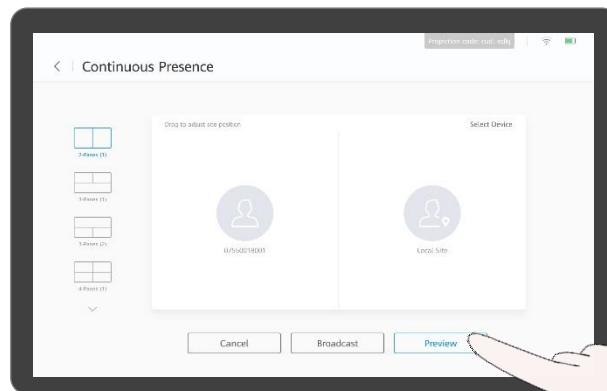 Projection code: 
Continuous Presence
Drag to adjust site position
Select Device
2-Panes (1)
3-Panes (1)
3-Panes (2)
4-Panes (1)
Local Site
Cancel
Broadcast
Preview